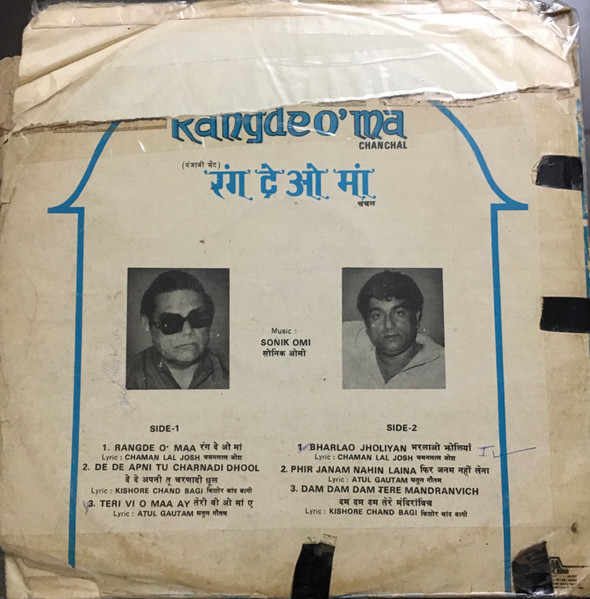 Rangde o'ma
CHANCHAL
(पंजाबी भेंट)
रंग दे ओ मां
चंचल
Music :
SONIK OMI
सोनिक ओमी
SIDE-1
1. RANGDE O' MAA रंग दे ओ मां
Lyric : CHAMAN LAL JOSH चमनलाल जोश
2. DE DE APNI TU CHARNADI DHOOL
दे दे अपनी तू चरणादी धूल
Lyric : KISHORE CHAND BAGI किशोर चांद बागी
3. TERI VI O MAA AY तेरी वी ओ मां ए
Lyric : ATUL GAUTAM अतुल गौतम
SIDE-2
1. BHARLAO JHOLIYAN भरलाओ झोलियां
Lyric : CHAMAN LAL JOSH चमनलाल जोश
2. PHIR JANAM NAHIN LAINA फिर जनम नहीं लेना
Lyric : ATUL GAUTAM अतुल गौतम
3. DAM DAM DAM TERE MANDRANVICH
दम दम दम तेरे मंदिरांविच
Lyric : KISHORE CHAND BAGI किशोर चांद बागी